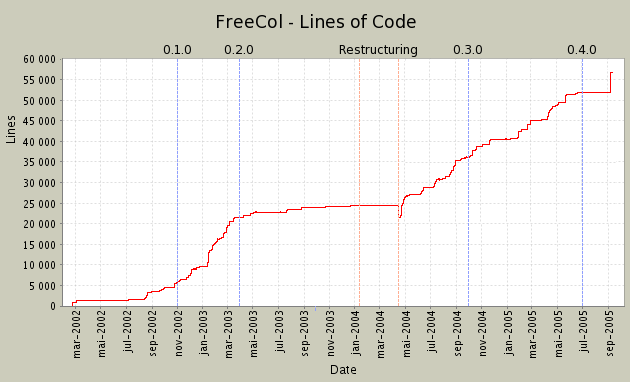 FreeCol - Lines of Code
0.1.0 0.2.0 Restructuring 0.3.0 0.4.0
60 000
55 000
50 000
45 000
40 000
35 000
30 000
25 000
20 000
15 000
10 000
5 000
0
Lines
mar-2002
maj-2002
jul-2002
sep-2002
nov-2002
jan-2003
mar-2003
maj-2003
jul-2003
sep-2003
nov-2003
jan-2004
mar-2004
maj-2004
jul-2004
sep-2004
nov-2004
jan-2005
mar-2005
maj-2005
jul-2005
sep-2005
Date